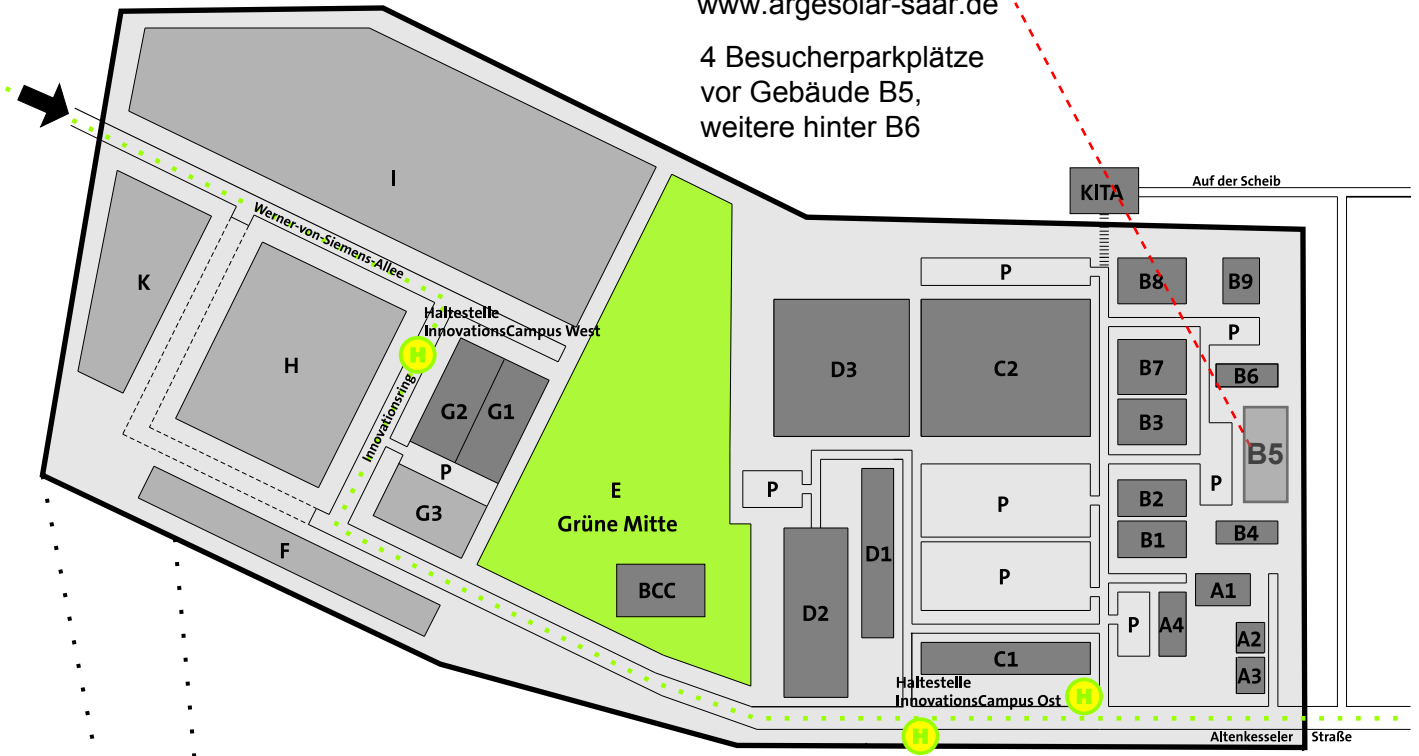 www.argesolar-saar.de
4 Besucherparkplätze
vor Gebäude B5,
weitere hinter B6
KITA
Auf der Scheib
I
K
Werner-von-Siemens-Allee
H
Haltestelle
InnovationsCampus West
H
Innovationsring
G2
G1
P
G3
F
E
Grüne Mitte
BCC
P
B8
B9
P
D3
C2
B7
B6
B3
B5
P
P
P
B2
D1
B1
B4
P
A1
D2
P
A4
A2
C1
A3
Haltestelle
InnovationsCampus Ost
H
H
Altenkesseler Straße